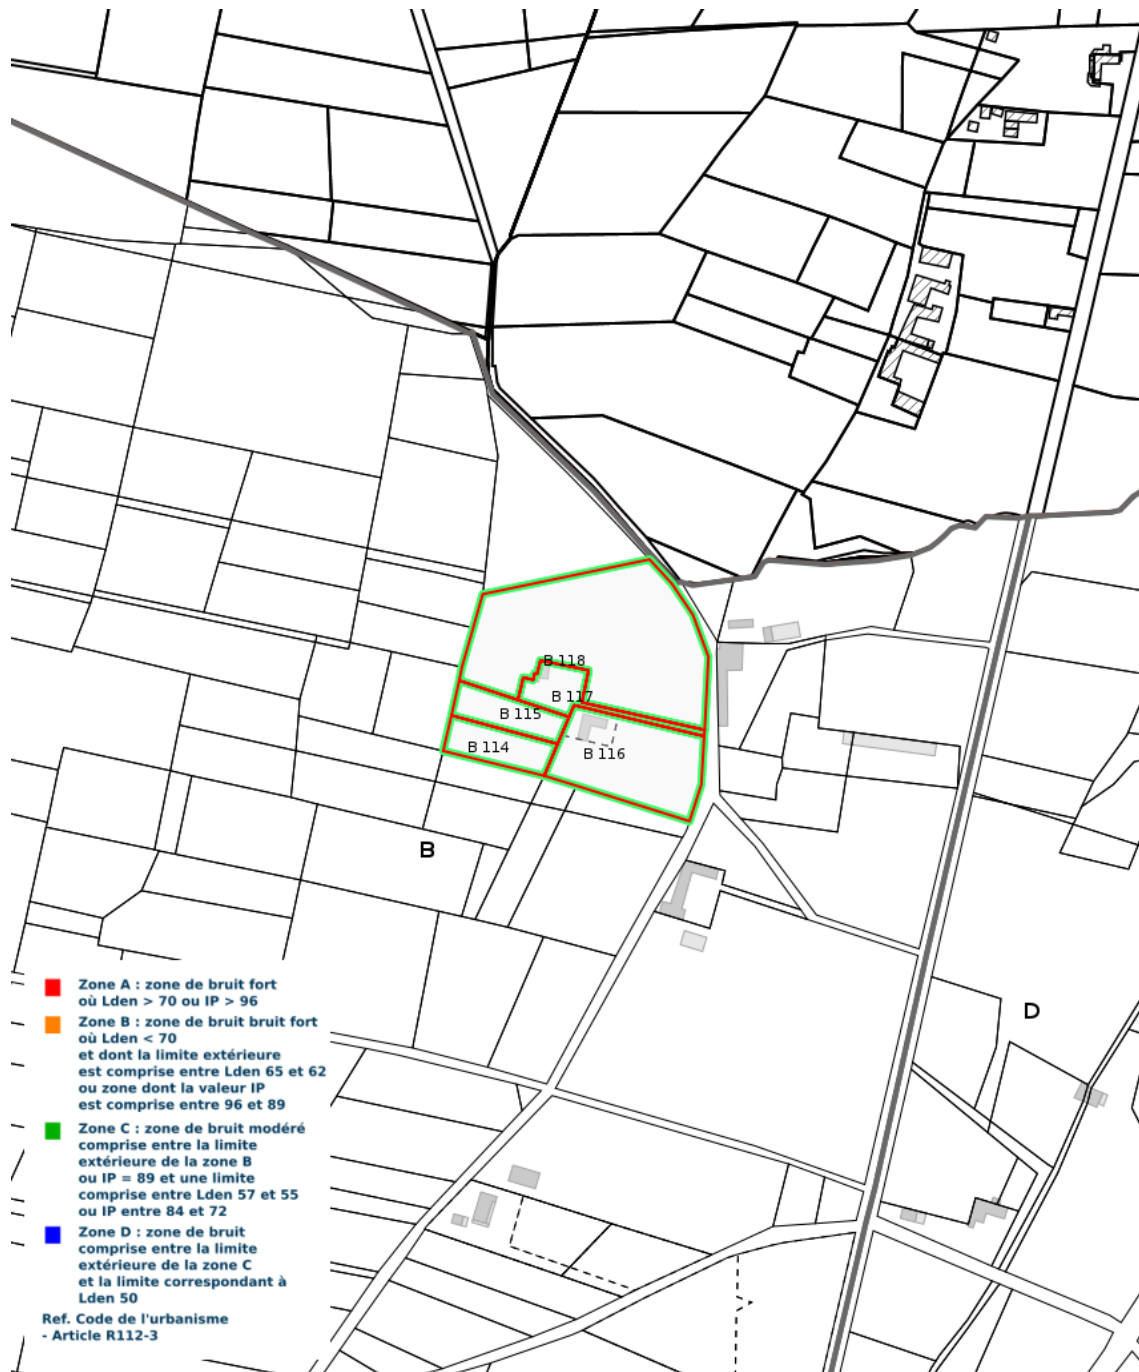 B 118
B 117
B 115
B 114
B 116
B
D
Zone A : zone de bruit fort
où Lden > 70 ou IP > 96
Zone B : zone de bruit bruit fort
où Lden < 70
et dont la limite extérieure
est comprise entre Lden 65 et 62
ou zone dont la valeur IP
est comprise entre 96 et 89
Zone C : zone de bruit modéré
comprise entre la limite
extérieure de la zone B
ou IP = 89 et une limite
comprise entre Lden 57 et 55
ou IP entre 84 et 72
Zone D : zone de bruit
comprise entre la limite
extérieure de la zone C
et la limite correspondant à
Lden 50
Ref. Code de l'urbanisme
- Article R112-3